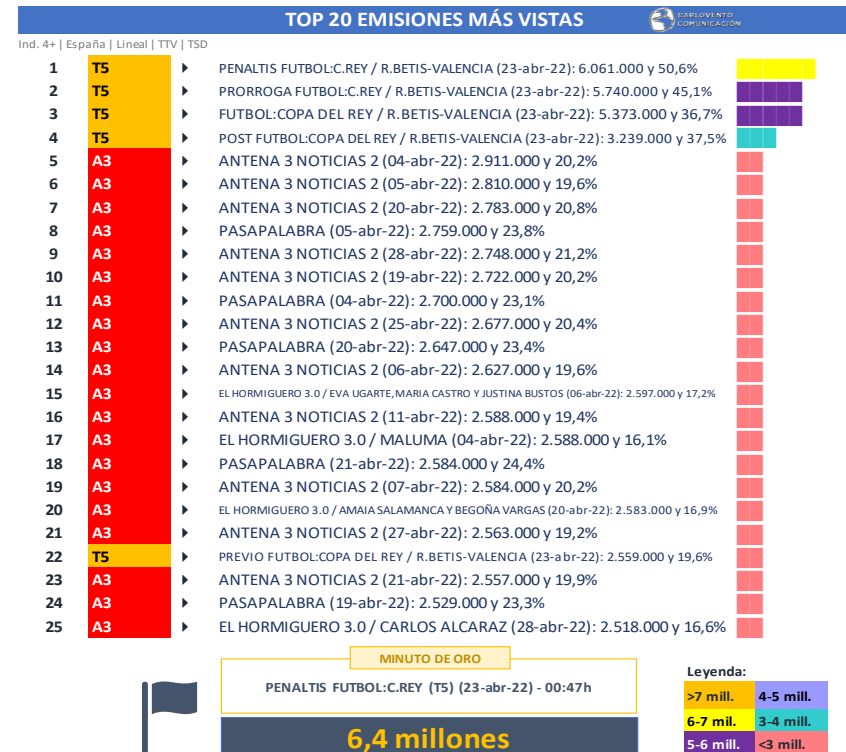 TOP 20 EMISIONES MÁS VISTAS
BARLOVENTO
COMUNICACIÓN
Ind. 4+ | España | Lineal | TTV | TSD
1 T5 PENALTIS FUTBOL:C.REY / R.BETIS-VALENCIA (23-abr-22): 6.061.000 y 50,6%
2 T5 PRORROGA FUTBOL:C.REY / R.BETIS-VALENCIA (23-abr-22): 5.740.000 y 45,1%
3 T5 FUTBOL:COPA DEL REY / R.BETIS-VALENCIA (23-abr-22): 5.373.000 y 36,7%
4 T5 POST FUTBOL:COPA DEL REY / R.BETIS-VALENCIA (23-abr-22): 3.239.000 y 37,5%
5 A3 ANTENA 3 NOTICIAS 2 (04-abr-22): 2.911.000 y 20,2%
6 A3 ANTENA 3 NOTICIAS 2 (05-abr-22): 2.810.000 y 19,6%
7 A3 ANTENA 3 NOTICIAS 2 (20-abr-22): 2.783.000 y 20,8%
8 A3 PASAPALABRA (05-abr-22): 2.759.000 y 23,8%
9 A3 ANTENA 3 NOTICIAS 2 (28-abr-22): 2.748.000 y 21,2%
10 A3 ANTENA 3 NOTICIAS 2 (19-abr-22): 2.722.000 y 20,2%
11 A3 PASAPALABRA (04-abr-22): 2.700.000 y 23,1%
12 A3 ANTENA 3 NOTICIAS 2 (25-abr-22): 2.677.000 y 20,4%
13 A3 PASAPALABRA (20-abr-22): 2.647.000 y 23,4%
14 A3 ANTENA 3 NOTICIAS 2 (06-abr-22): 2.627.000 y 19,6%
15 A3 EL HORMIGUERO 3.0 / EVA UGARTE,MARIA CASTRO Y JUSTINA BUSTOS (06-abr-22): 2.597.000 y 17,2%
16 A3 ANTENA 3 NOTICIAS 2 (11-abr-22): 2.588.000 y 19,4%
17 A3 EL HORMIGUERO 3.0 / MALUMA (04-abr-22): 2.588.000 y 16,1%
18 A3 PASAPALABRA (21-abr-22): 2.584.000 y 24,4%
19 A3 ANTENA 3 NOTICIAS 2 (07-abr-22): 2.584.000 y 20,2%
20 A3 EL HORMIGUERO 3.0 / AMAIA SALAMANCA Y BEGOÑA VARGAS (20-abr-22): 2.583.000 y 16,9%
21 A3 ANTENA 3 NOTICIAS 2 (27-abr-22): 2.563.000 y 19,2%
22 T5 PREVIO FUTBOL:COPA DEL REY / R.BETIS-VALENCIA (23-abr-22): 2.559.000 y 19,6%
23 A3 ANTENA 3 NOTICIAS 2 (21-abr-22): 2.557.000 y 19,9%
24 A3 PASAPALABRA (19-abr-22): 2.529.000 y 23,3%
25 A3 EL HORMIGUERO 3.0 / CARLOS ALCARAZ (28-abr-22): 2.518.000 y 16,6%
MINUTO DE ORO
PENALTIS FUTBOL:C.REY (T5) (23-abr-22) - 00:47h
6,4 millones
Leyenda:
>7 mill. 4-5 mill.
6-7 mill. 3-4 mill.
5-6 mill. <3 mill.